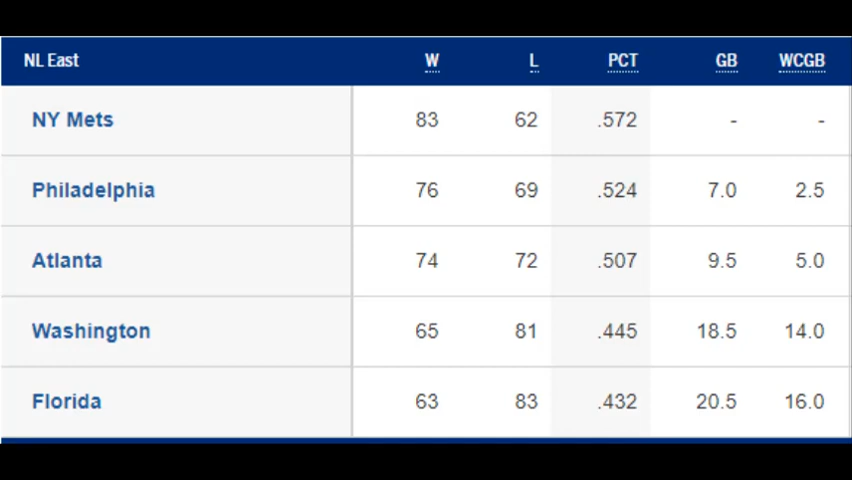 NL East W L PCT GB WCGB
NY Mets 83 62 .572 - -
Philadelphia 76 69 .524 7.0 2.5
Atlanta 74 72 .507 9.5 5.0
Washington 65 81 .445 18.5 14.0
Florida 63 83 .432 20.5 16.0